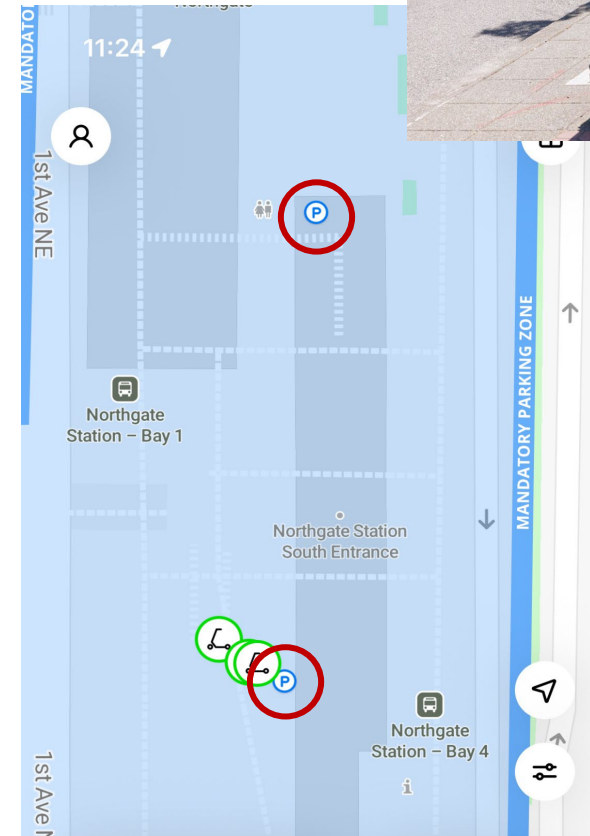 Northgate
MANDATO
11:24
1st Ave NE
P
Northgate
Station – Bay 1
MANDATORY PARKING ZONE
Northgate Station
South Entrance
P
Northgate
Station – Bay 4
i
1st Ave N